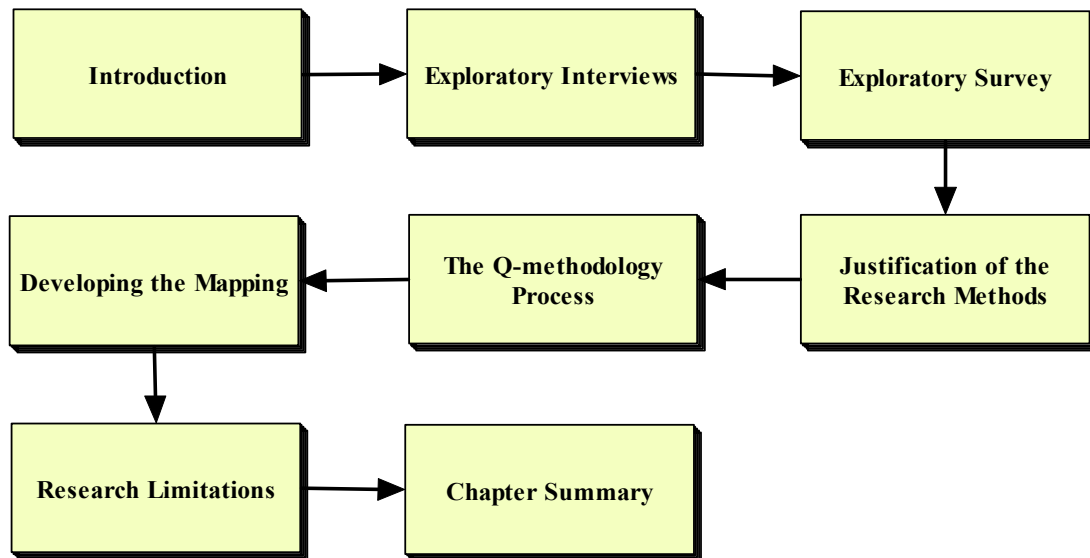 Introduction
Exploratory Interviews
Exploratory Survey
Justification of the
Research Methods
The Q-methodology
Process
Developing the Mapping
Research Limitations
Chapter Summary